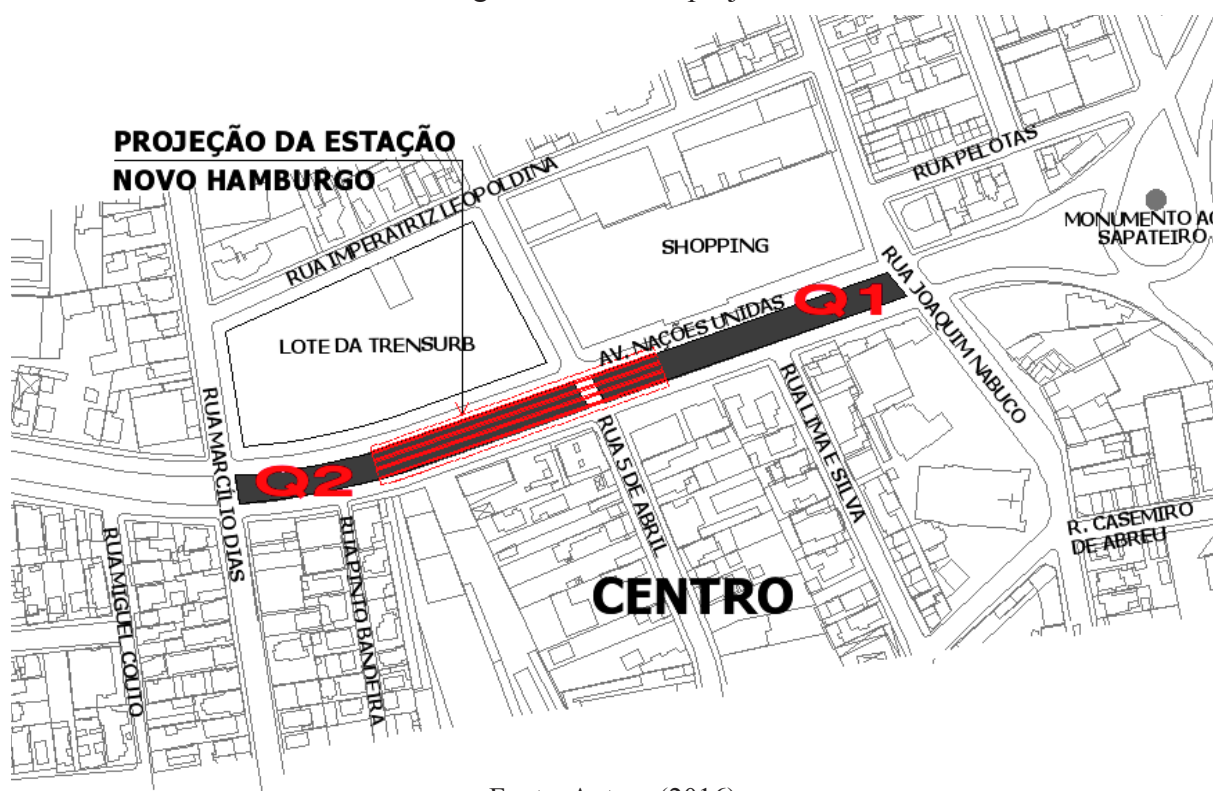 PROJEÇÃO DA ESTAÇÃO
NOVO HAMBURGO
RUA IMPERATRIZ LEOPOLDINA
RUA PELOTAS
MONUMENTO AO
SAPATEIRO
SHOPPING
RUA JOAQUIM NABUCO
Q1
AV. NAÇÕES UNIDAS
LOTE DA TRENSURB
RUA MARCÍLIO DIAS
Q2
RUA LIMA E SILVA
RUA 5 DE ABRIL
R. CASEMIRO
DE ABREU
RUA MIGUEL COUTO
RUA PINTO BANDEIRA
CENTRO